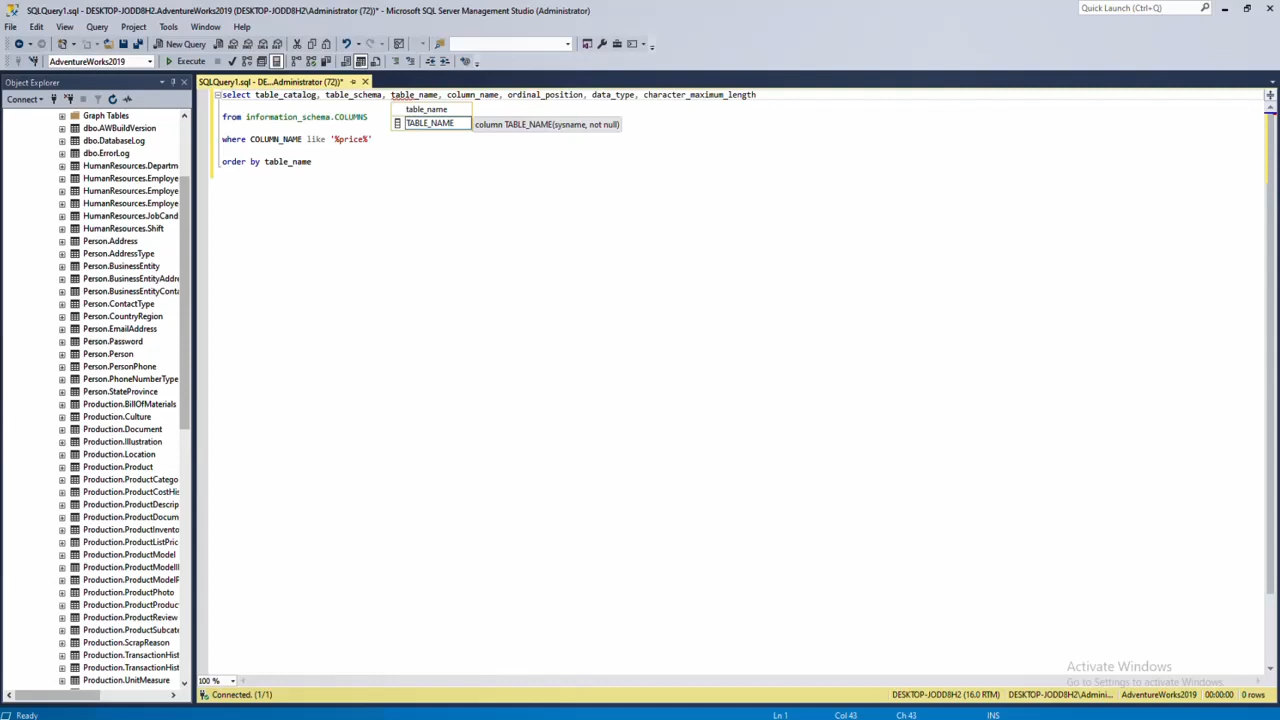 SQLQuery1.sql - DESKTOP-JODD8H2.AdventureWorks2019 (DESKTOP-JODD8H2\Administrator (72))* - Microsoft SQL Server Management Studio (Administrator)
Quick Launch (Ctrl+Q)
File Edit View Query Project Tools Window Help
New Query
AdventureWorks2019 Execute
Object Explorer
SQLQuery1.sql - DE...Administrator (72))*
Connect
Graph Tables
dbo.AWBuildVersion
dbo.DatabaseLog
dbo.ErrorLog
HumanResources.Departm
HumanResources.Employe
HumanResources.Employe
HumanResources.Employe
HumanResources.JobCand
HumanResources.Shift
Person.Address
Person.AddressType
Person.BusinessEntity
Person.BusinessEntityAddre
Person.BusinessEntityConta
Person.ContactType
Person.CountryRegion
Person.EmailAddress
Person.Password
Person.Person
Person.PersonPhone
Person.PhoneNumberType
Person.StateProvince
Production.BillOfMaterials
Production.Culture
Production.Document
Production.Illustration
Production.Location
Production.Product
Production.ProductCatego
Production.ProductCostHis
Production.ProductDescrip
Production.ProductDocum
Production.ProductInvento
Production.ProductListPric
Production.ProductModel
Production.ProductModelI
Production.ProductModelP
Production.ProductPhoto
Production.ProductProduc
Production.ProductReview
Production.ProductSubcate
Production.ScrapReason
Production.TransactionHist
Production.TransactionHist
Production.UnitMeasure
select table_catalog, table_schema, table_name, column_name, ordinal_position, data_type, character_maximum_length
table_name
TABLE_NAME column TABLE_NAME(sysname, not null)
from information_schema.COLUMNS
where COLUMN_NAME like '%price%'
order by table_name
Activate Windows
Go to Settings to activate Windows.
100 %
Connected. (1/1)
DESKTOP-JODD8H2 (16.0 RTM) DESKTOP-JODD8H2\Admini... AdventureWorks2019 00:00:00 0 rows
Ready Ln 1 Col 43 Ch 43 INS